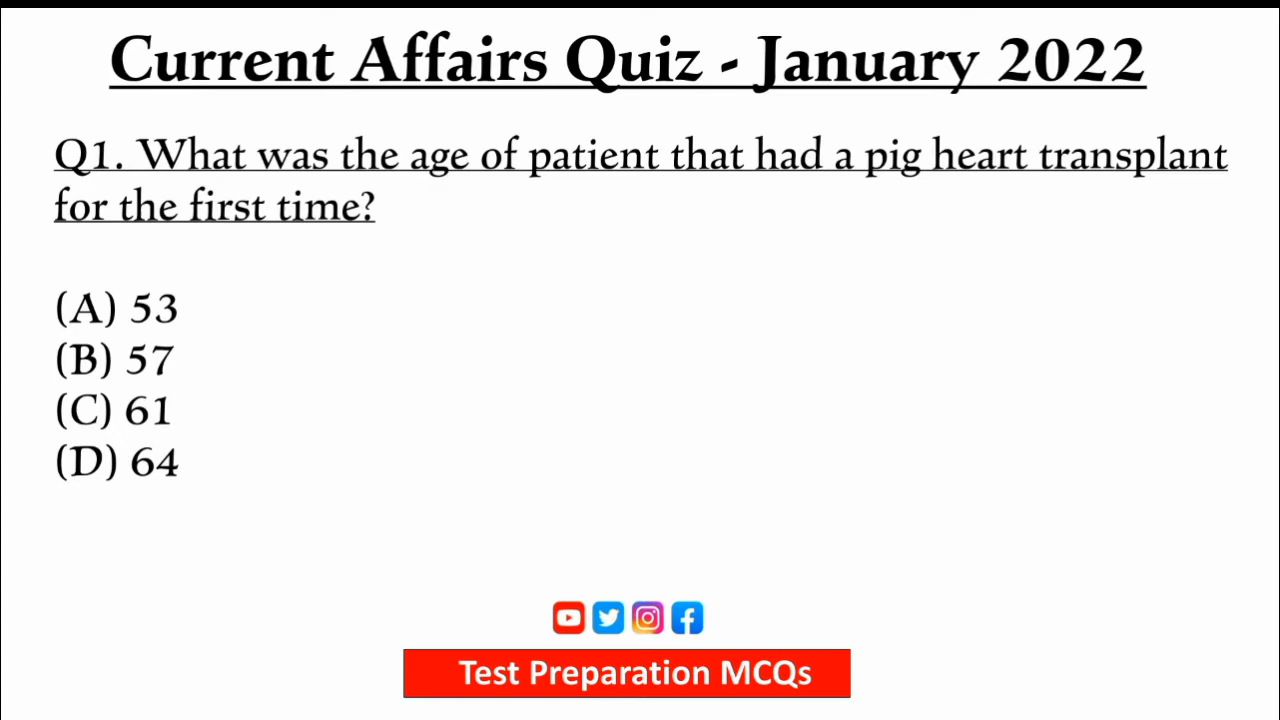 Current Affairs Quiz - January 2022
Q1. What was the age of patient that had a pig heart transplant
for the first time?
(A) 53
(B) 57
(C) 61
(D) 64
Test Preparation MCQs